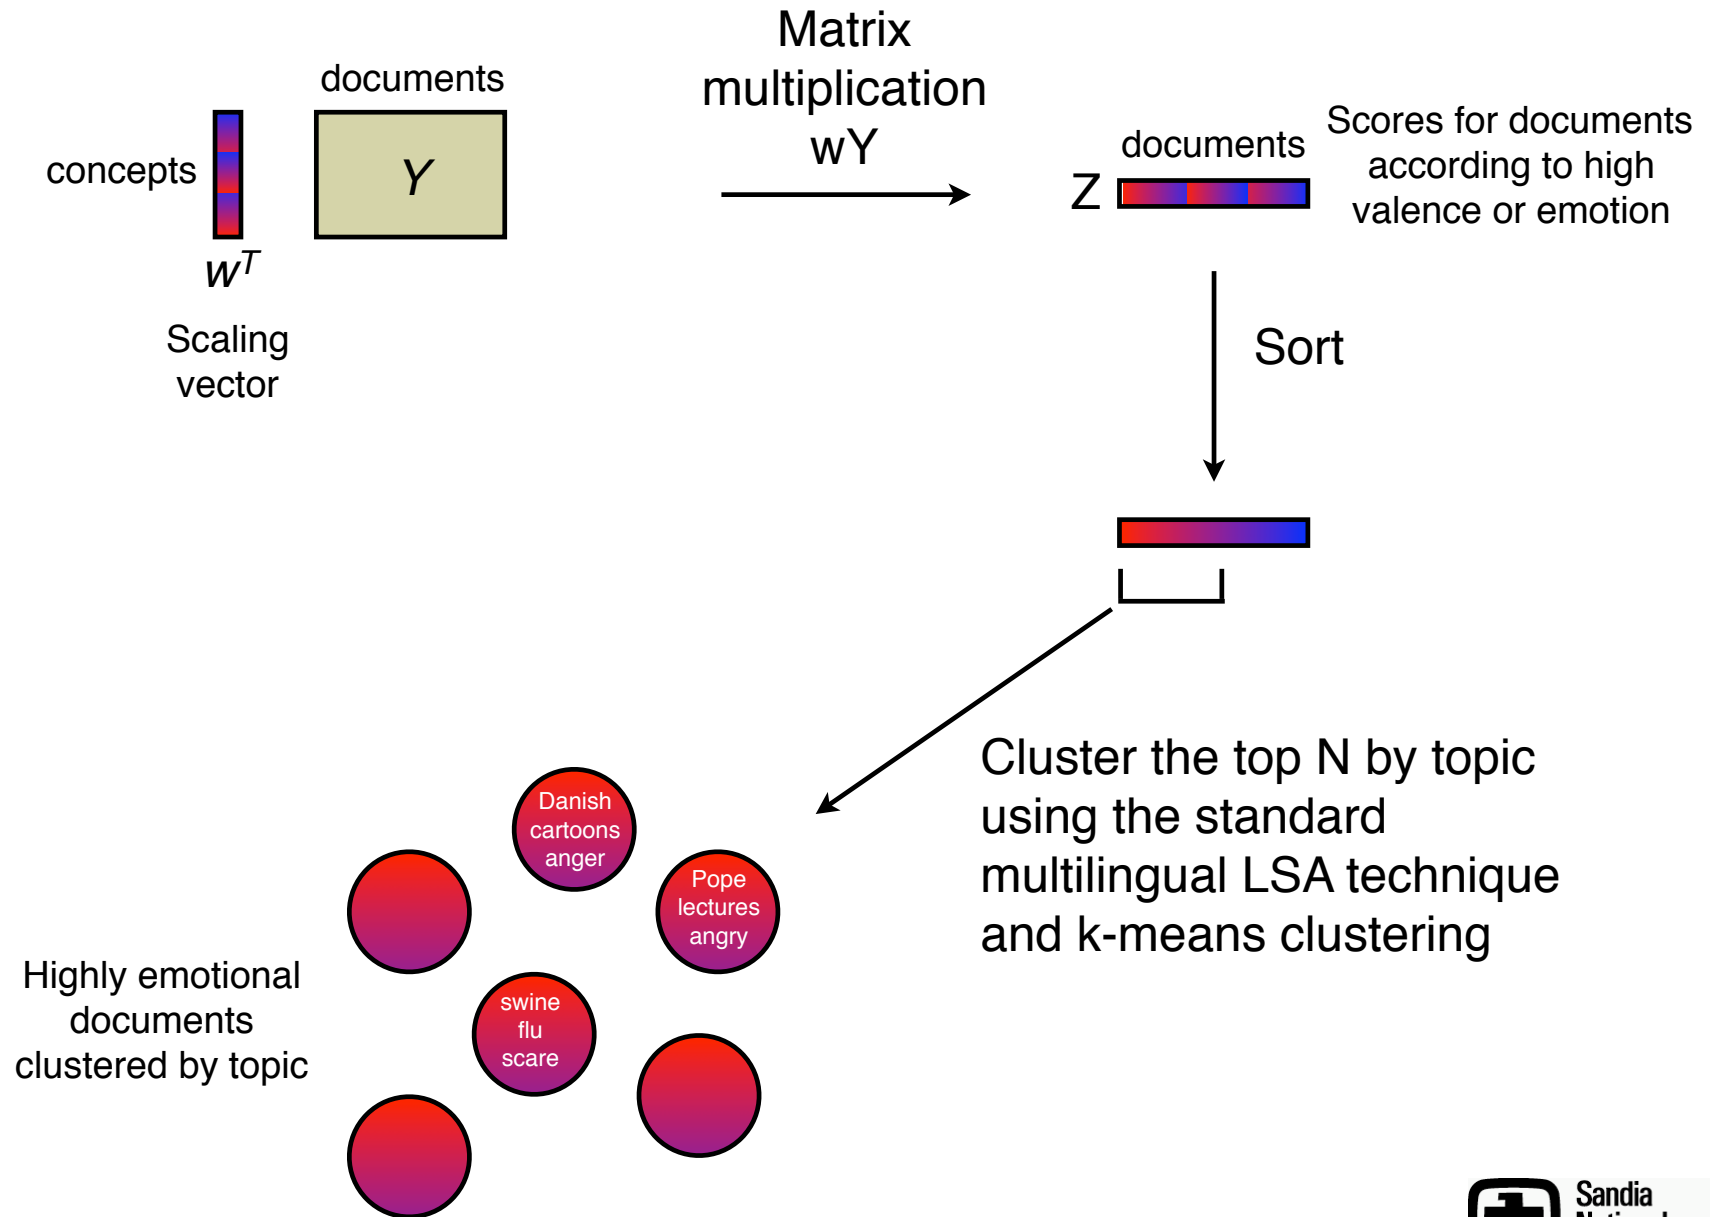 Matrix
multiplication
wY
documents
concepts
Y
w^T
Scaling
vector
documents
Z
Scores for documents
according to high
valence or emotion
Sort
Cluster the top N by topic
using the standard
multilingual LSA technique
and k-means clustering
Danish
cartoons
anger
Pope
lectures
angry
swine
flu
scare
Highly emotional
documents
clustered by topic
Sandia